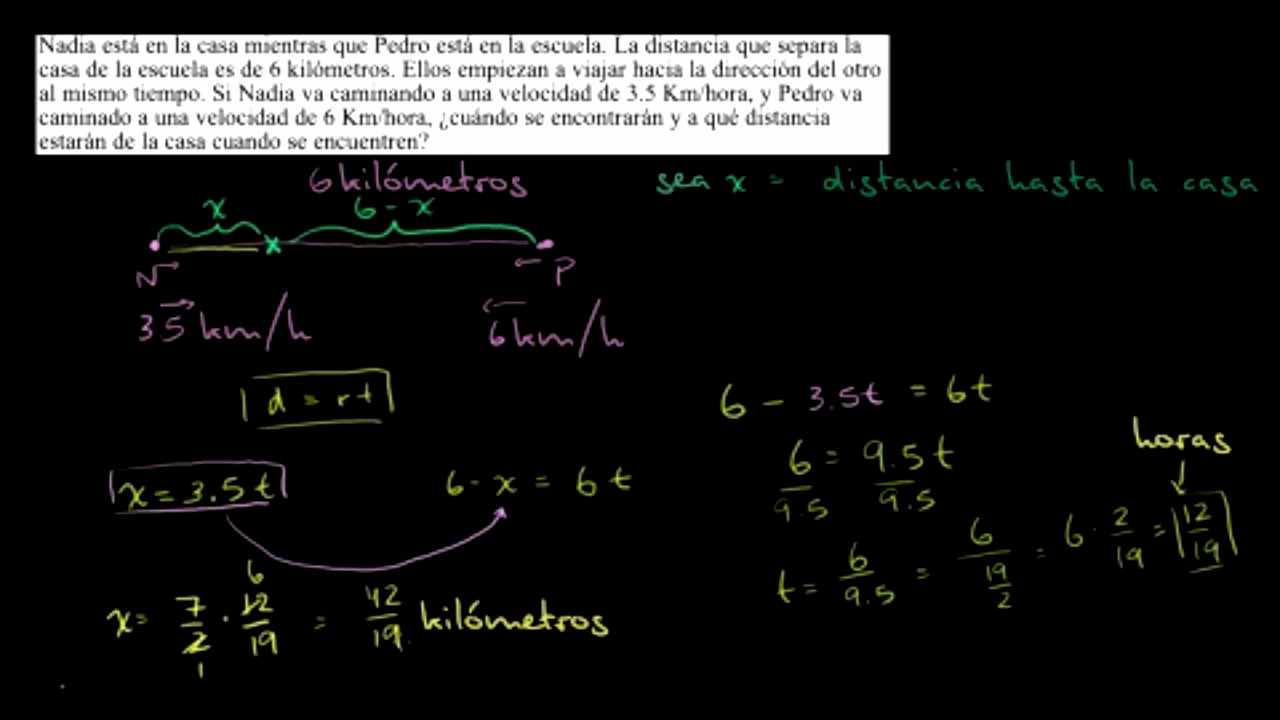 Nadia está en la casa mientras que Pedro está en la escuela. La distancia que separa la
casa de la escuela es de 6 kilómetros. Ellos empiezan a viajar hacia la dirección del otro
al mismo tiempo. Si Nadia va caminando a una velocidad de 3.5 Km/hora, y Pedro va
caminado a una velocidad de 6 Km/hora, ¿cuándo se encontrarán y a qué distancia
estarán de la casa cuando se encuentren?
6 kilómetros
sea x = distancia hasta la casa
x 6 - x
N → ← P
3.5 km/h 6 km/h
d = rt
6 - 3.5t = 6t
horas
6/9.5 = 9.5t/9.5
x = 3.5t 6 - x = 6t
t = 6/9.5 = 6/(19/2) = 6 · 2/19 = 12/19
6
x = 7/2 · 12/19 = 42/19 kilómetros
1